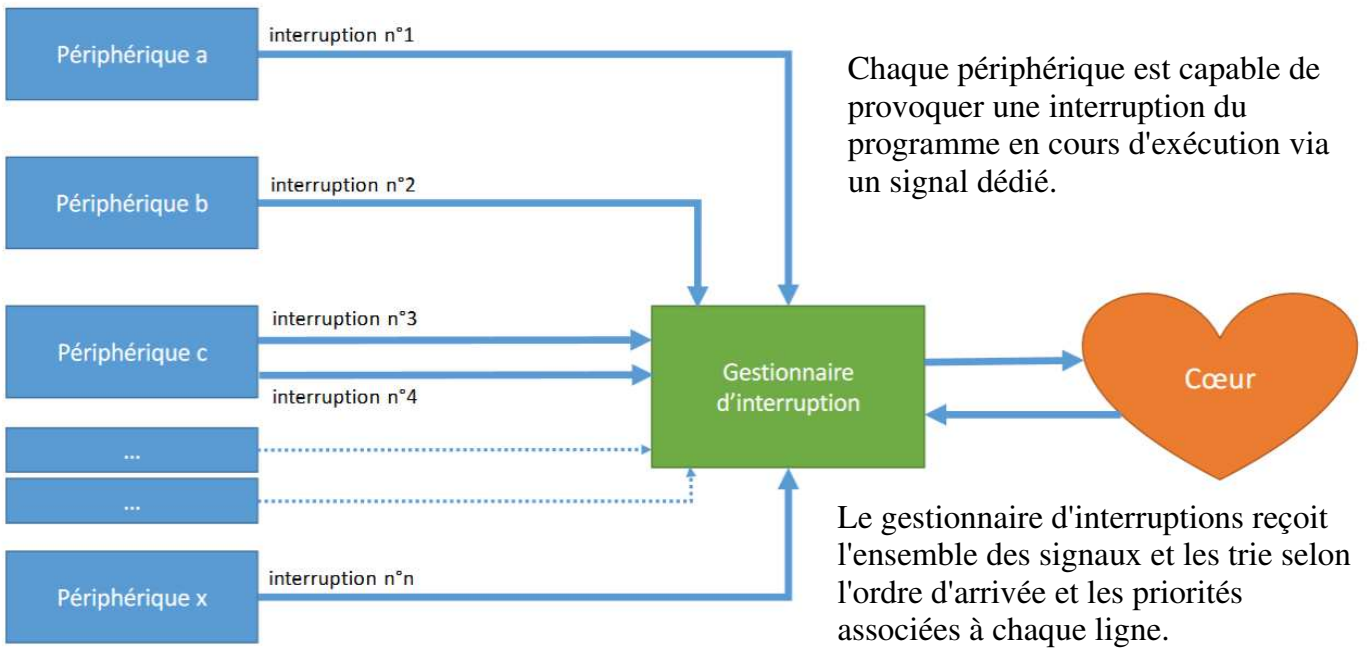 Périphérique a
interruption n°1
Chaque périphérique est capable de
provoquer une interruption du
programme en cours d'exécution via
un signal dédié.
Périphérique b
interruption n°2
Périphérique c
interruption n°3
interruption n°4
Gestionnaire
d'interruption
Cœur
...
...
Périphérique x
interruption n°n
Le gestionnaire d'interruptions reçoit
l'ensemble des signaux et les trie selon
l'ordre d'arrivée et les priorités
associées à chaque ligne.